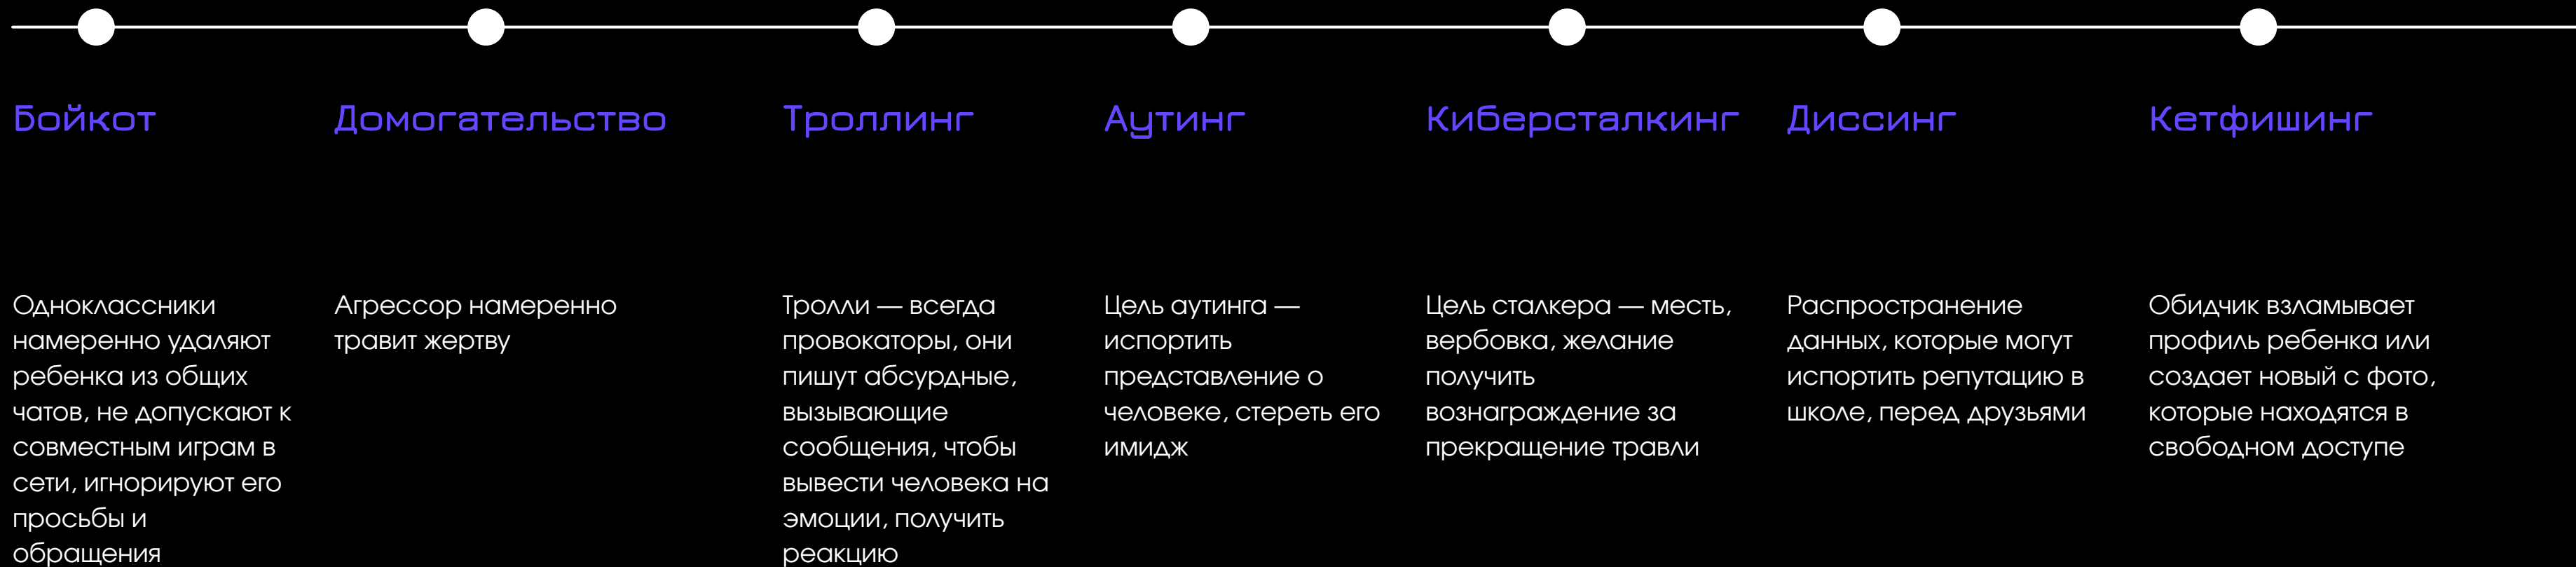 Бойкот
Одноклассники
намеренно удаляют
ребенка из общих
чатов, не допускают к
совместным играм в
сети, игнорируют его
просьбы и
обращения
Домогательство
Агрессор намеренно
травит жертву
Троллинг
Тролли — всегда
провокаторы, они
пишут абсурдные,
вызывающие
сообщения, чтобы
вывести человека на
эмоции, получить
реакцию
Аутинг
Цель аутинга —
испортить
представление о
человеке, стереть его
имидж
Киберсталкинг
Цель сталкера — месть,
вербовка, желание
получить
вознаграждение за
прекращение травли
Диссинг
Распространение
данных, которые могут
испортить репутацию в
школе, перед друзьями
Кетфишинг
Обидчик взламывает
профиль ребенка или
создает новый с фото,
которые находятся в
свободном доступе